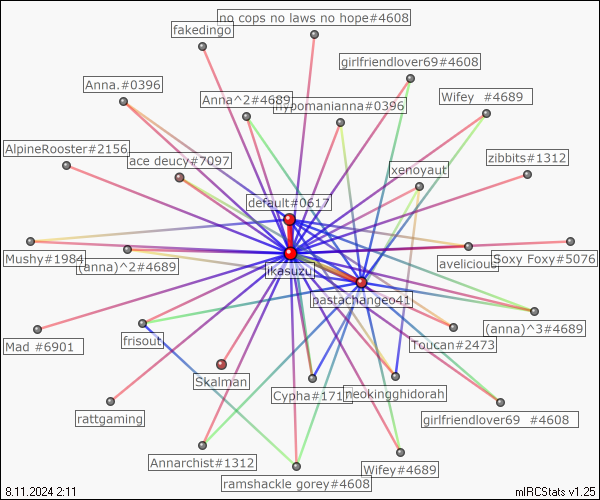 no cops no laws no hope#4608
fakedingo
girlfriendlover69#4608
Anna.#0396
Anna^2#4689
hypomanianna#0396
Wifey #4689
AlpineRooster#2156
ace deucy#7097
xenoyaut
zibbits#1312
default#0617
Mushy#1984
(anna)^2#4689
likasuzu
avelicious
Soxy Foxy#5076
pastachangeo41
Mad #6901
frisout
Toucan#2473
(anna)^3#4689
Skalman
Cypha#171
neokingghidorah
rattgaming
girlfriendlover69 #4608
Annarchist#1312
ramshackle gorey#4608
Wifey#4689
8.11.2024 2:11
mIRCStats v1.25